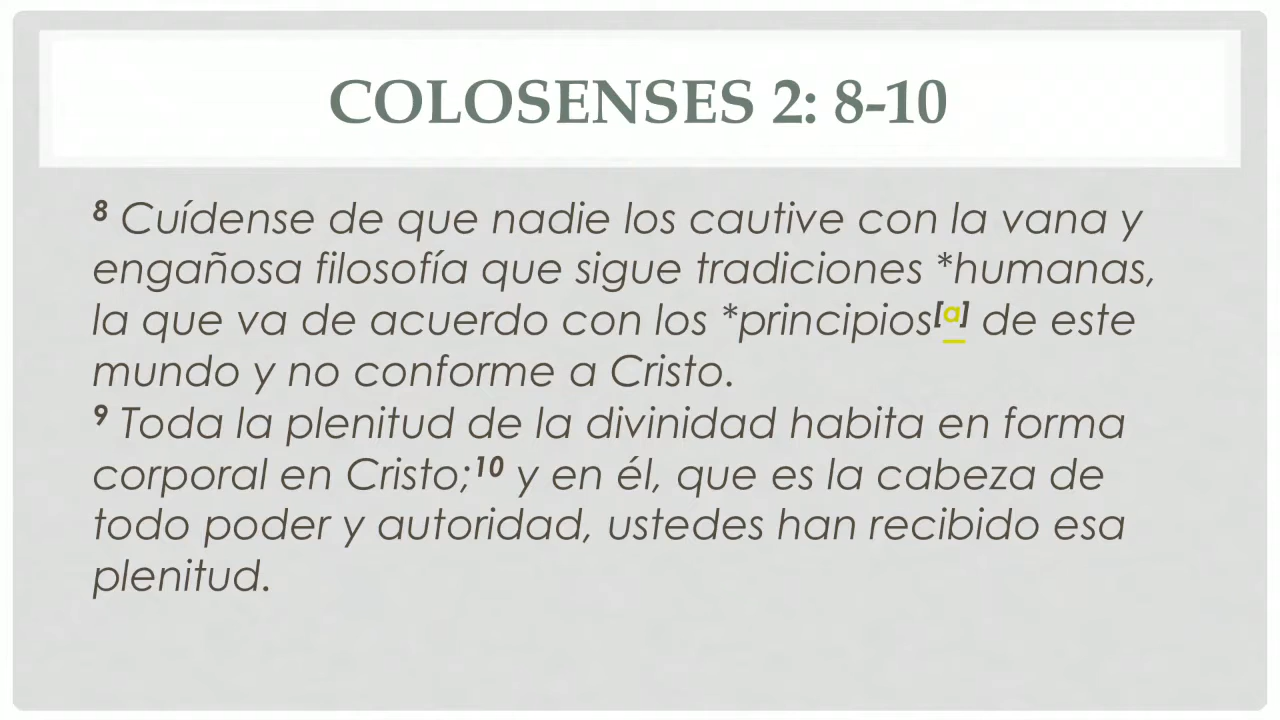 COLOSENSES 2: 8-10
8 Cuídense de que nadie los cautive con la vana y
engañosa filosofía que sigue tradiciones *humanas,
la que va de acuerdo con los *principios[a] de este
mundo y no conforme a Cristo.
9 Toda la plenitud de la divinidad habita en forma
corporal en Cristo;10 y en él, que es la cabeza de
todo poder y autoridad, ustedes han recibido esa
plenitud.